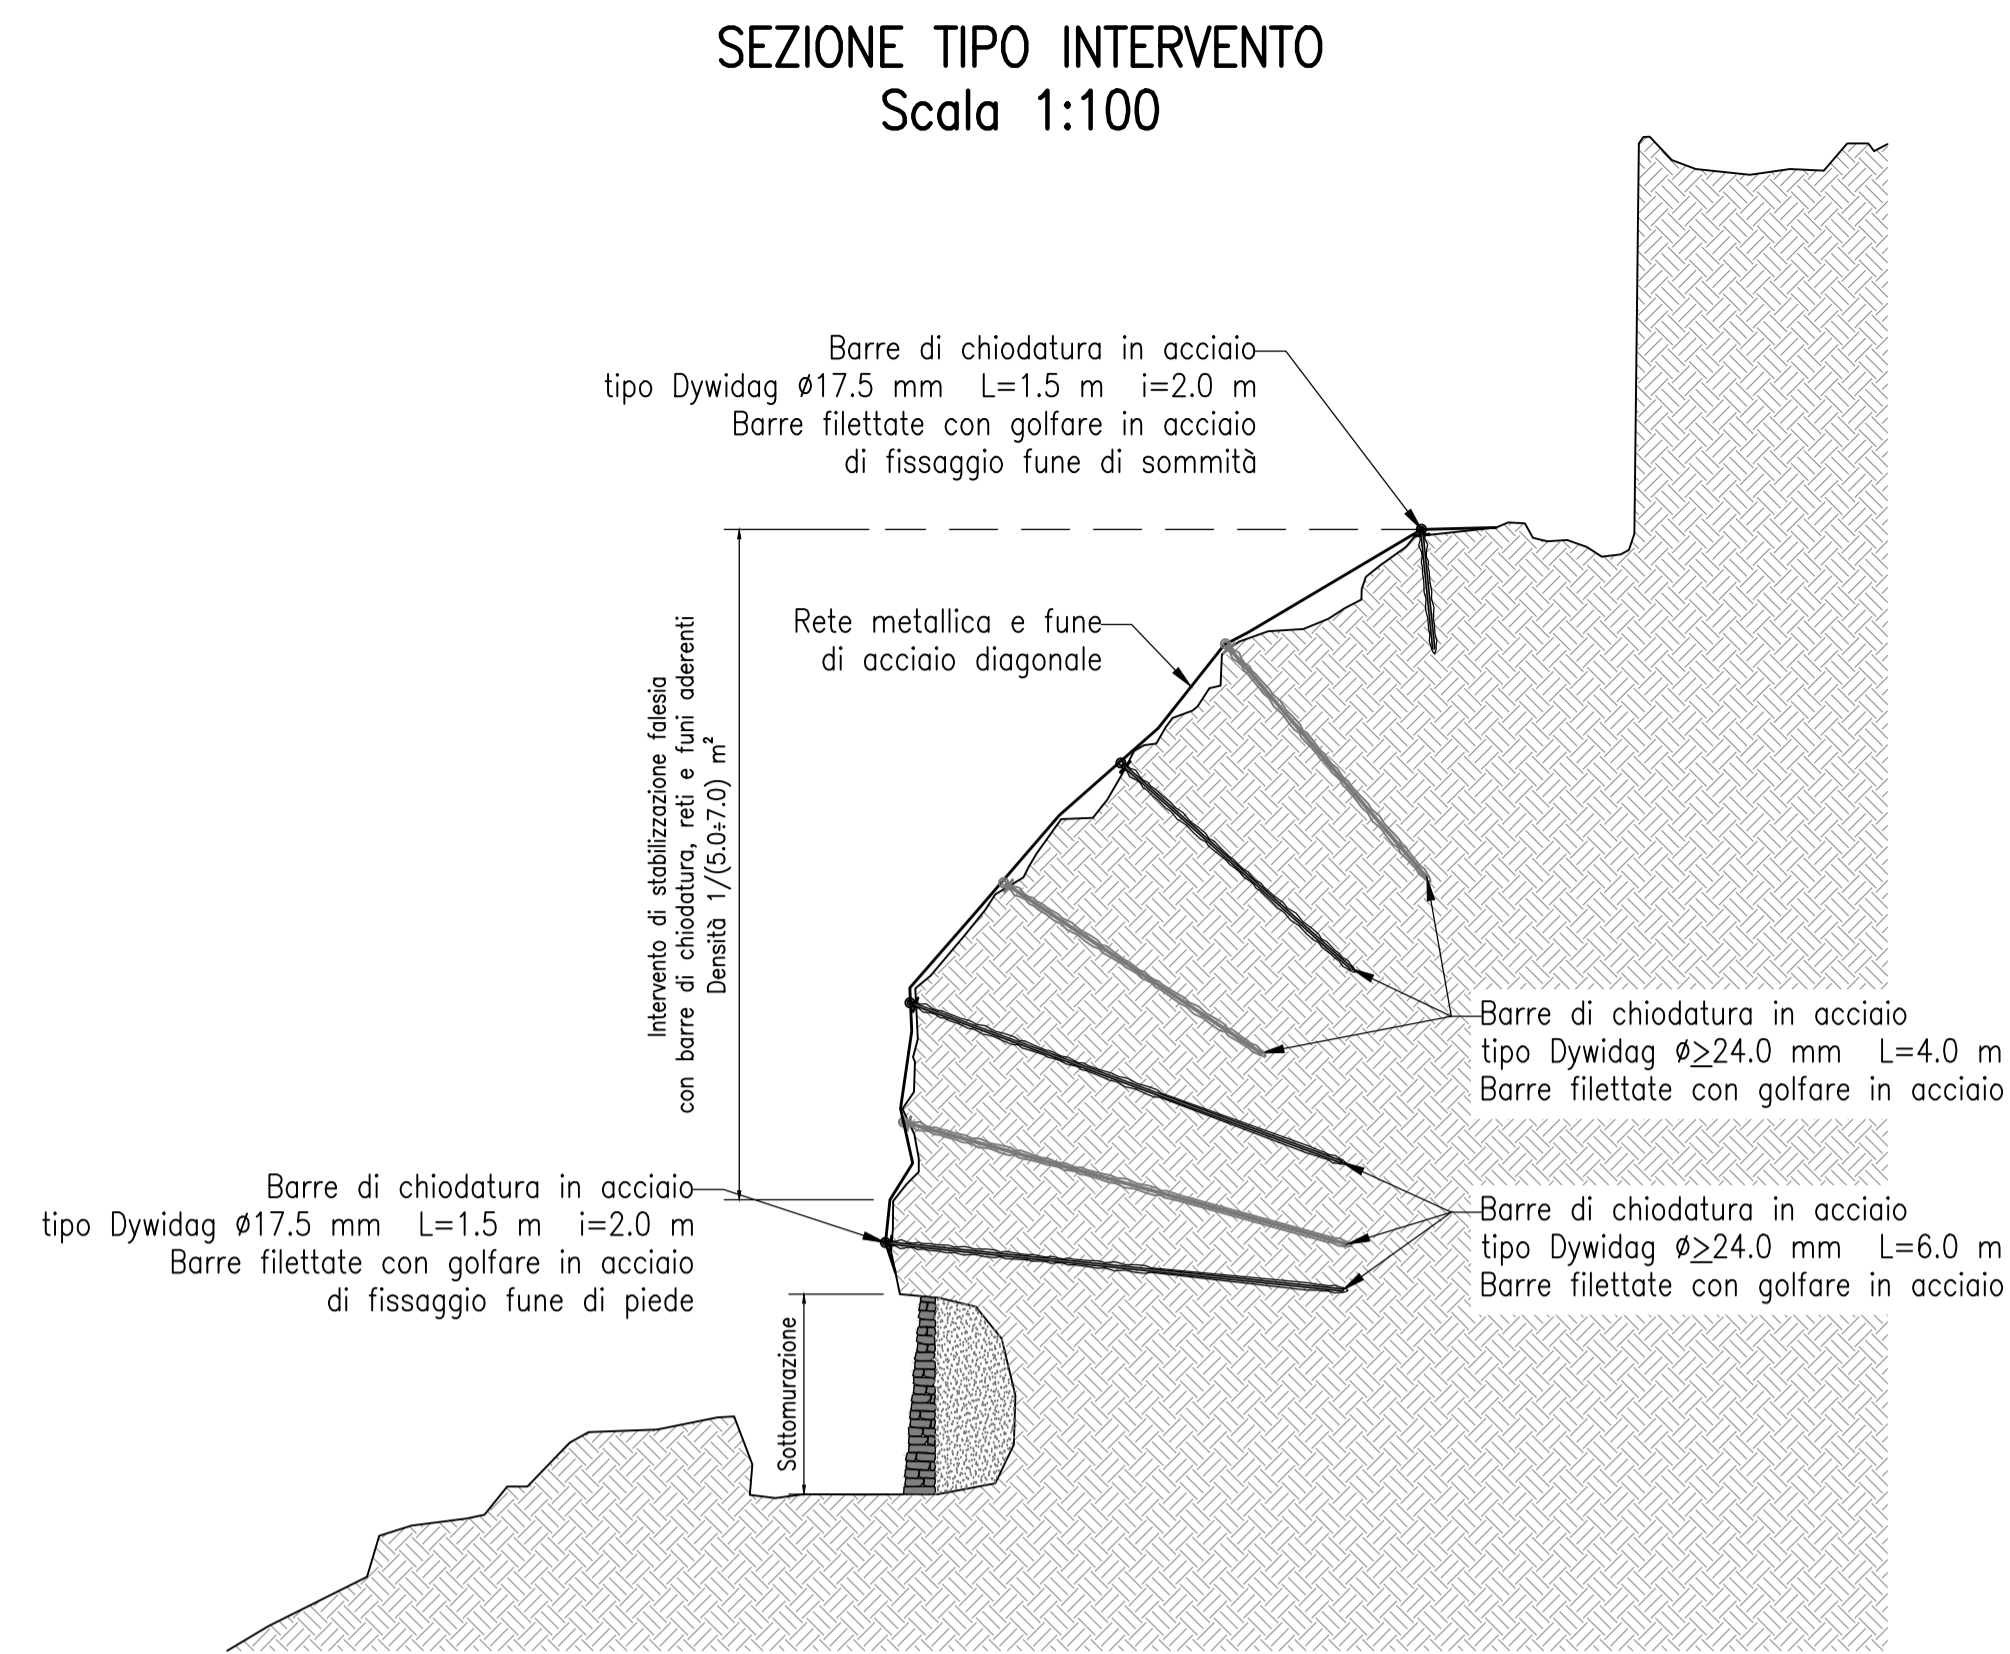 SEZIONE TIPO INTERVENTO
Scala 1:100
Barre di chiodatura in acciaio
tipo Dywidag ⌀17.5 mm L=1.5 m i=2.0 m
Barre filettate con golfare in acciaio
di fissaggio fune di sommità
Rete metallica e fune
di acciaio diagonale
Intervento di stabilizzazione falesia
con barre di chiodatura, reti e funi aderenti
Densità 1/(5.0÷7.0) m²
Barre di chiodatura in acciaio
tipo Dywidag ⌀≥24.0 mm L=4.0 m
Barre filettate con golfare in acciaio
Barre di chiodatura in acciaio
tipo Dywidag ⌀17.5 mm L=1.5 m i=2.0 m
Barre filettate con golfare in acciaio
di fissaggio fune di piede
Barre di chiodatura in acciaio
tipo Dywidag ⌀≥24.0 mm L=6.0 m
Barre filettate con golfare in acciaio
Sottomurazione